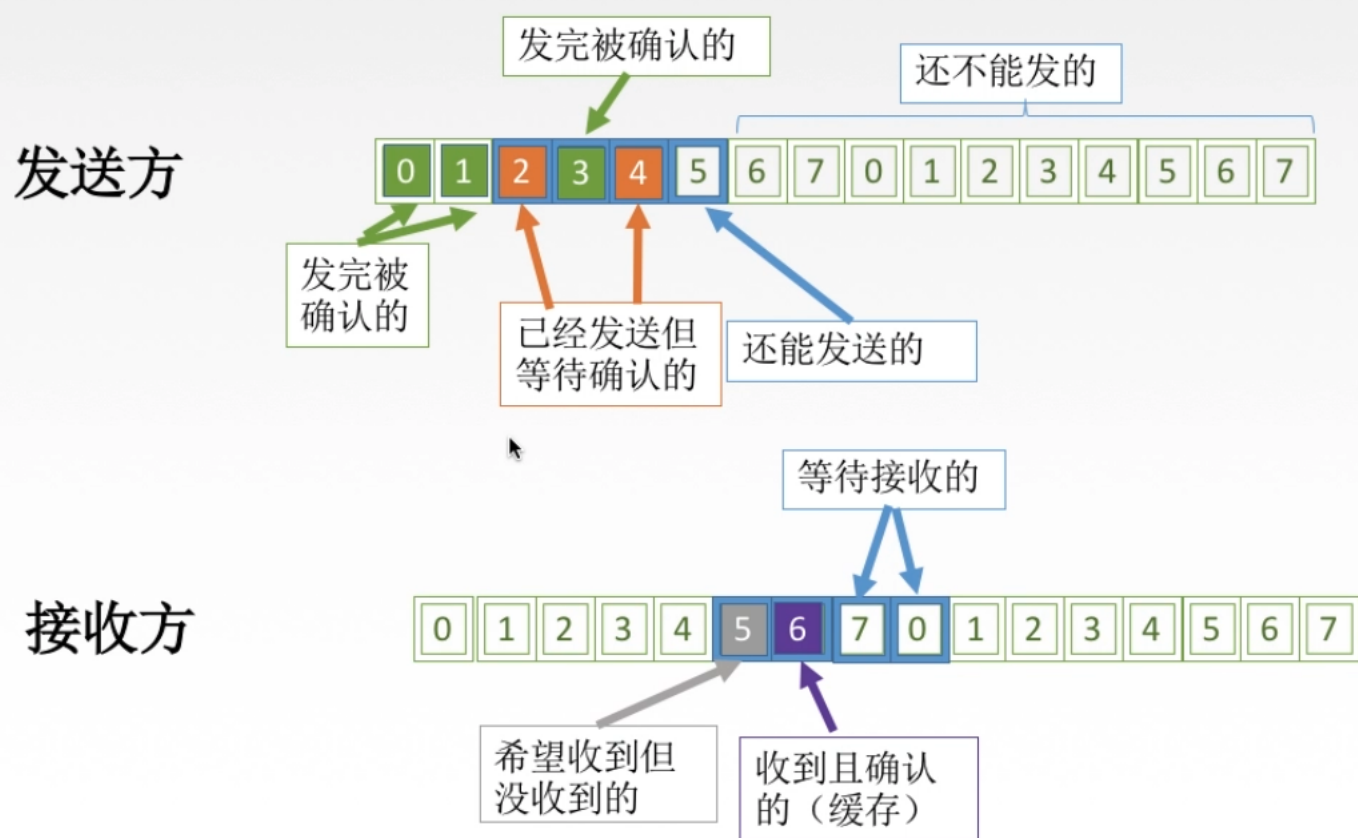 发完被确认的
还不能发的
发送方
0 1 2 3 4 5 6 7 0 1 2 3 4 5 6 7
发完被
确认的
已经发送但
等待确认的
还能发送的
等待接收的
接收方
0 1 2 3 4 5 6 7 0 1 2 3 4 5 6 7
希望收到但
没收到的
收到且确认
的（缓存）